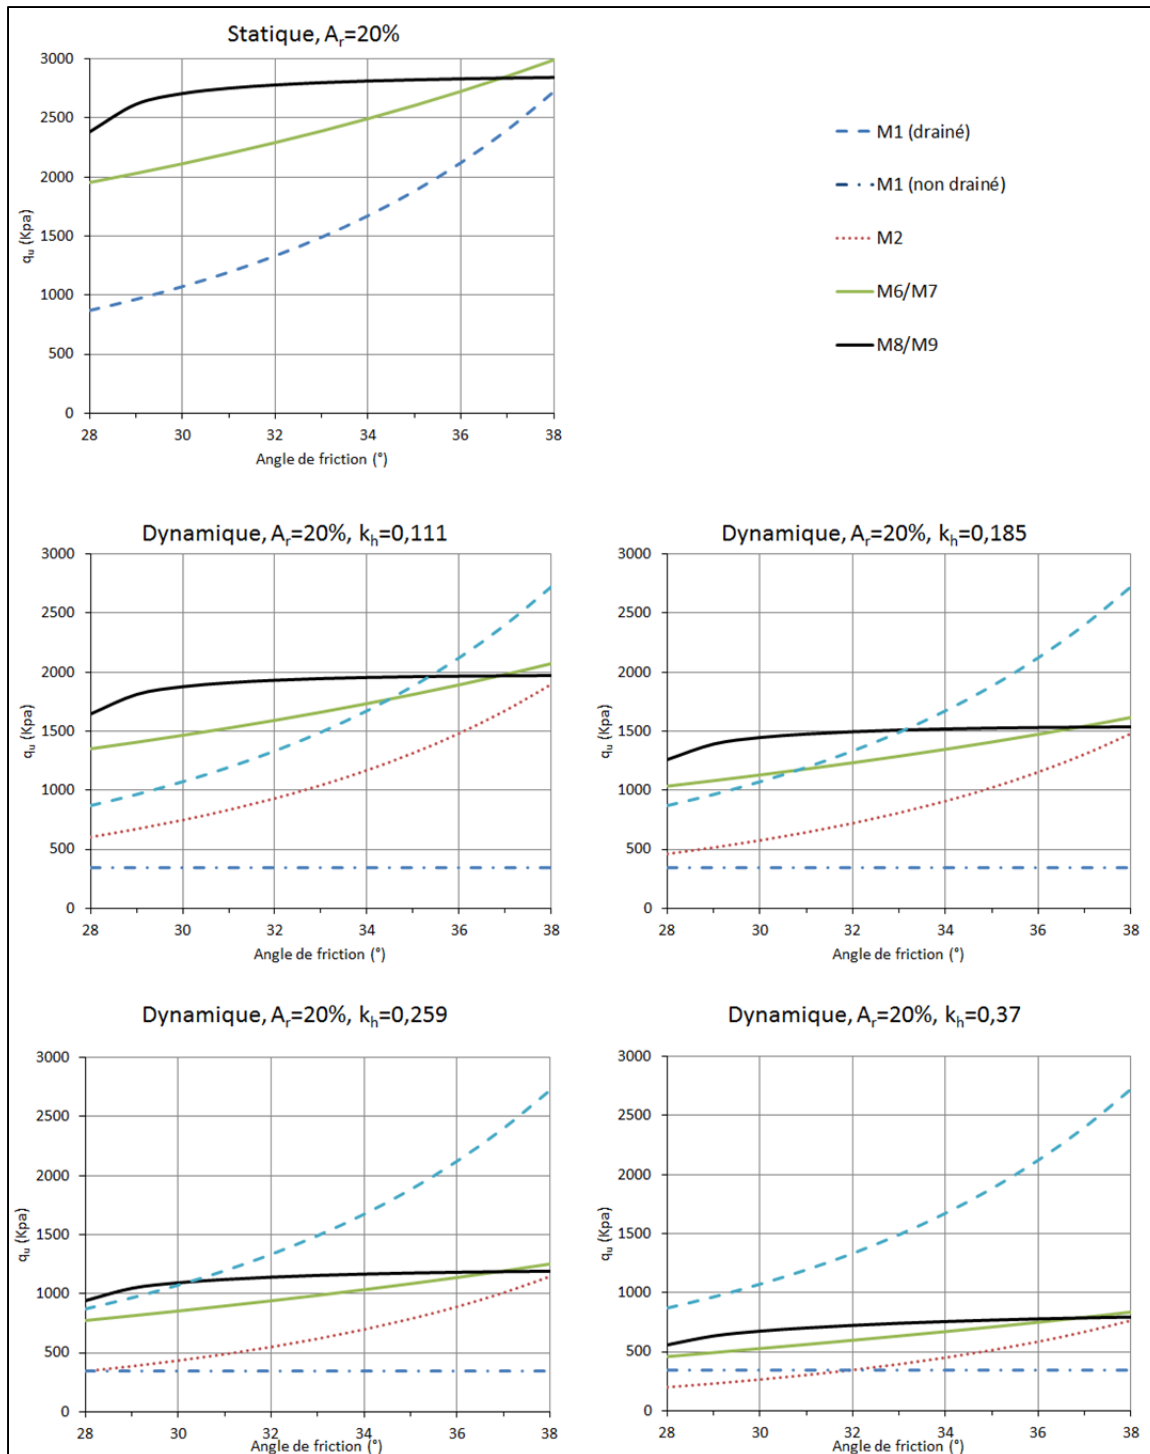 Statique, Aᵣ=20%
3000
2500
2000
1500
1000
500
0
qᵤ (Kpa)
28 30 32 34 36 38
Angle de friction (°)
M1 (drainé)
M1 (non drainé)
M2
M6/M7
M8/M9
Dynamique, Aᵣ=20%, kₕ=0,111
3000
2500
2000
1500
1000
500
0
qᵤ (Kpa)
28 30 32 34 36 38
Angle de friction (°)
Dynamique, Aᵣ=20%, kₕ=0,185
3000
2500
2000
1500
1000
500
0
qᵤ (Kpa)
28 30 32 34 36 38
Angle de friction (°)
Dynamique, Aᵣ=20%, kₕ=0,259
3000
2500
2000
1500
1000
500
0
qᵤ (Kpa)
28 30 32 34 36 38
Angle de friction (°)
Dynamique, Aᵣ=20%, kₕ=0,37
3000
2500
2000
1500
1000
500
0
qᵤ (Kpa)
28 30 32 34 36 38
Angle de friction (°)